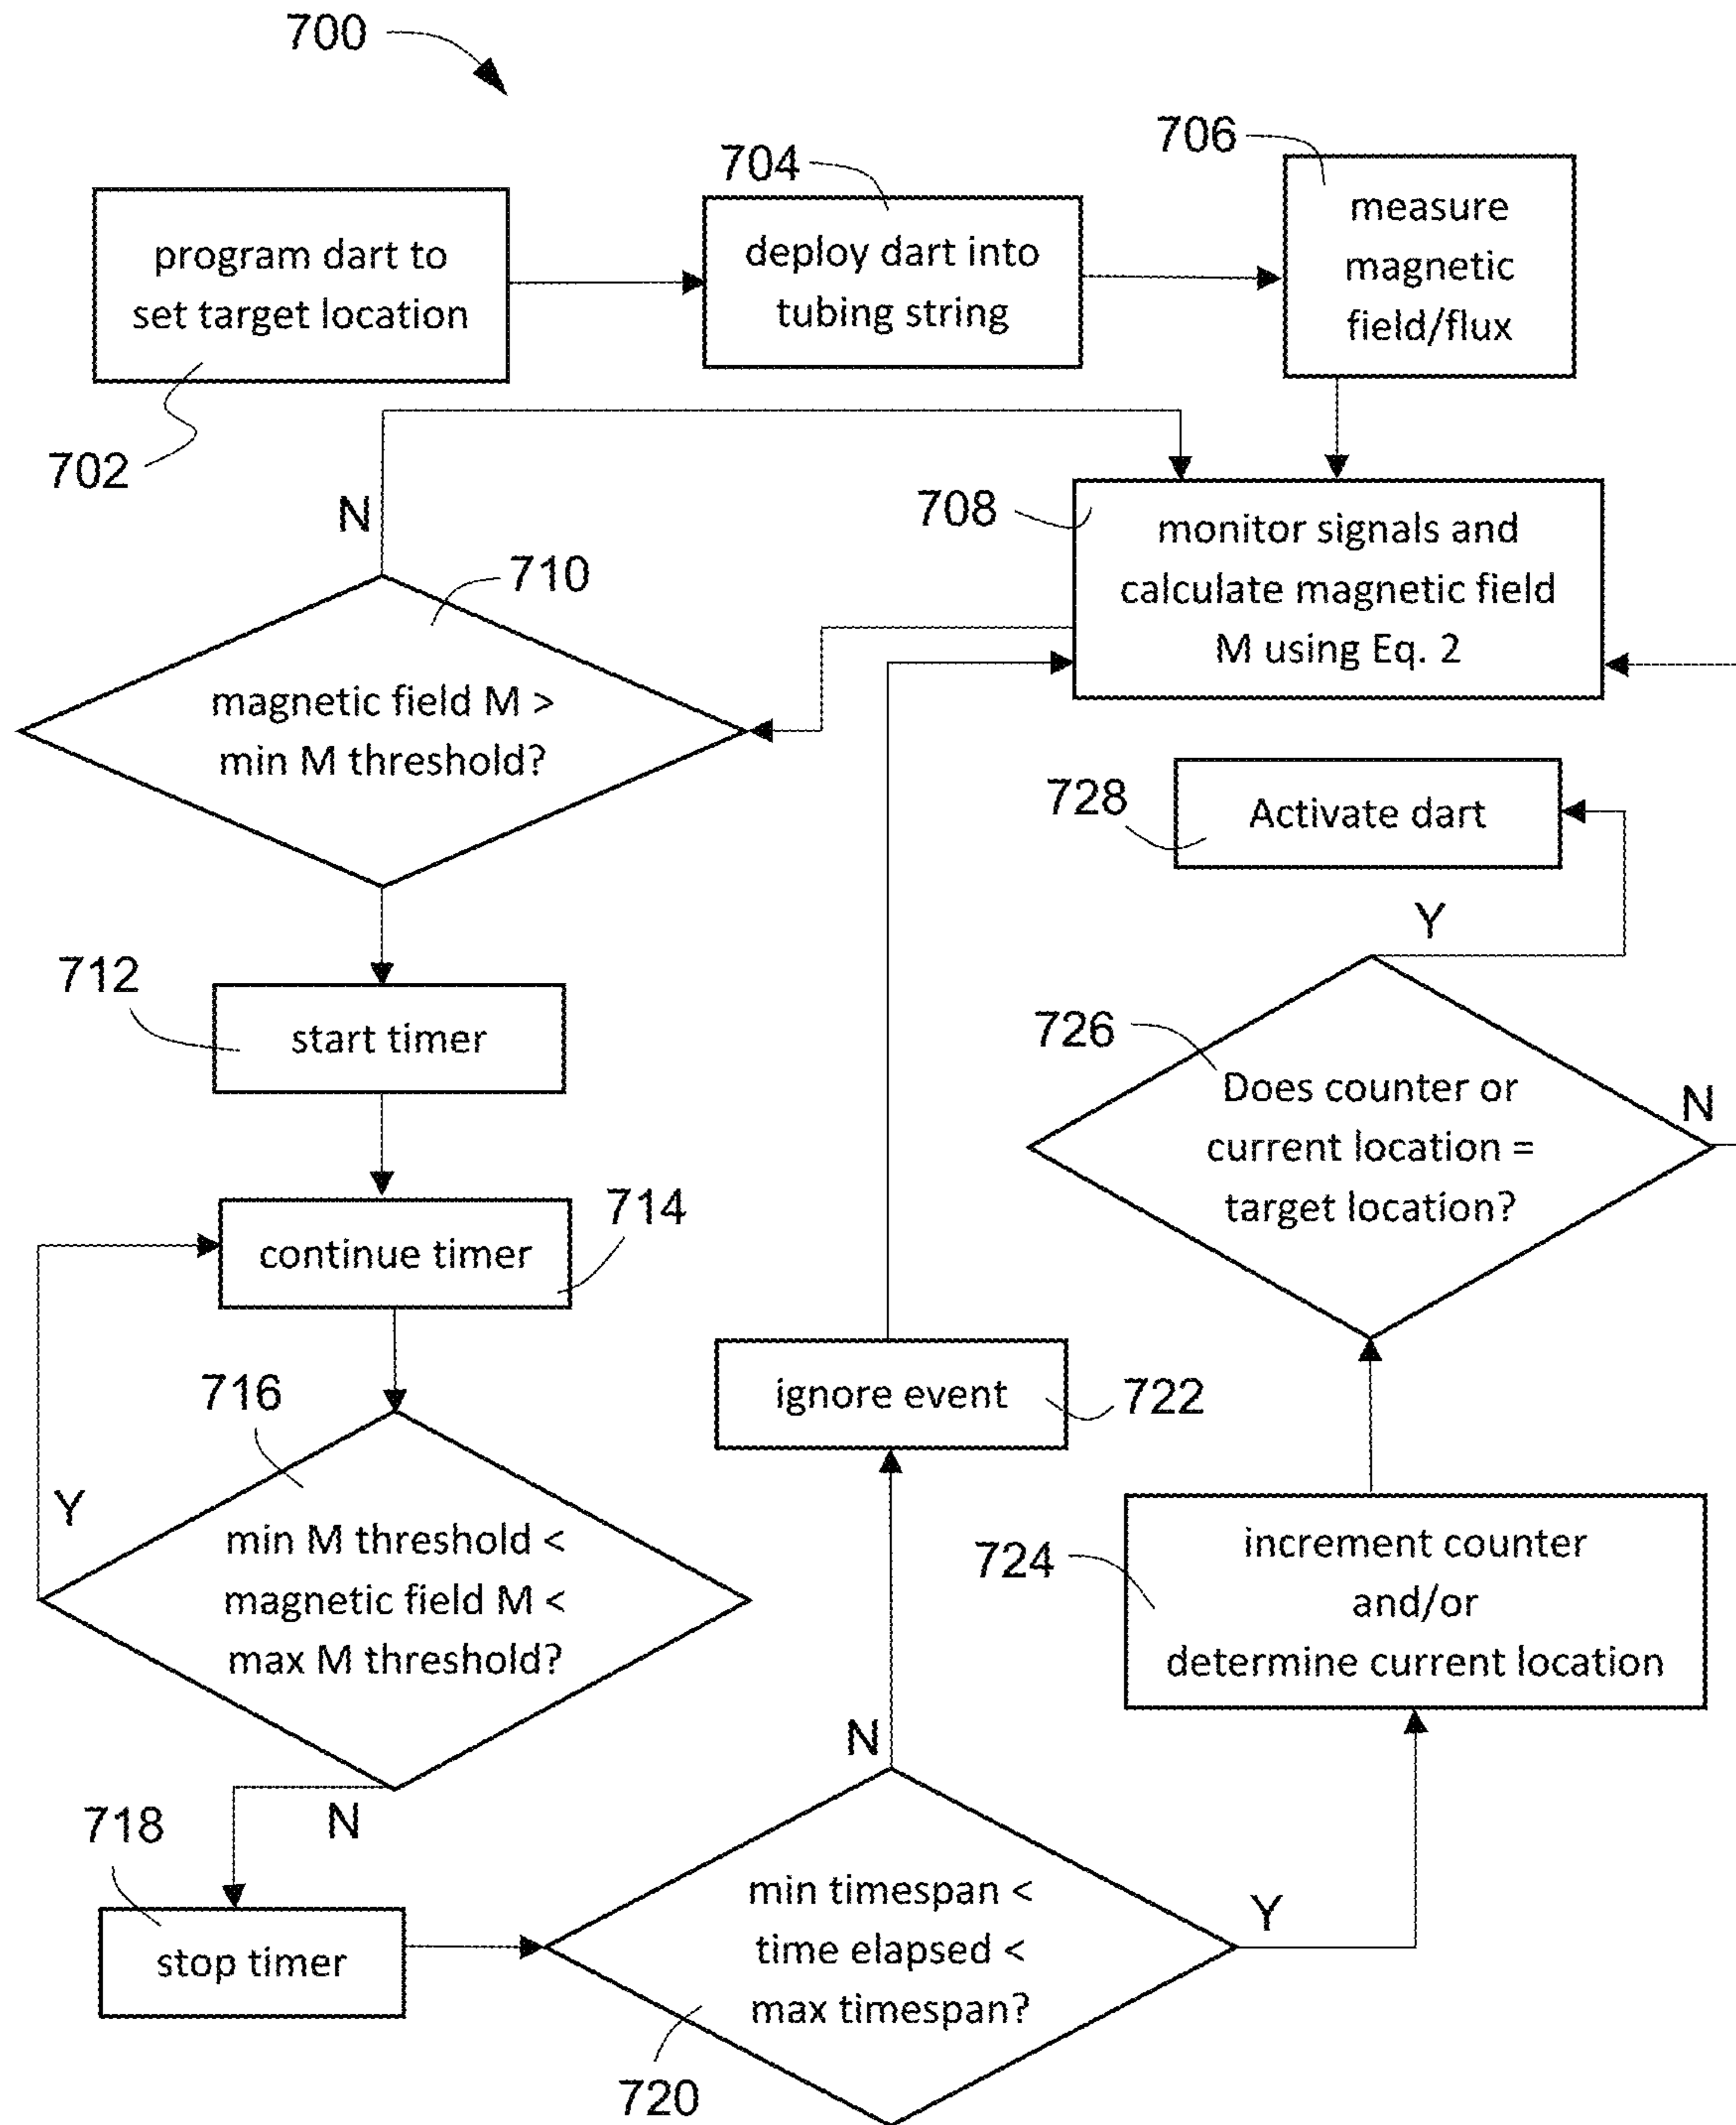 700
706
704
program dart to
set target location
deploy dart into
tubing string
measure
magnetic
field/flux
702
N
708
monitor signals and
calculate magnetic field
M using Eq. 2
710
magnetic field M >
min M threshold?
728
Activate dart
Y
712
start timer
726
Does counter or
current location =
target location?
N
714
continue timer
716
ignore event
722
Y
min M threshold <
magnetic field M <
max M threshold?
724
increment counter
and/or
determine current location
N
N
718
stop timer
min timespan <
time elapsed <
max timespan?
Y
720